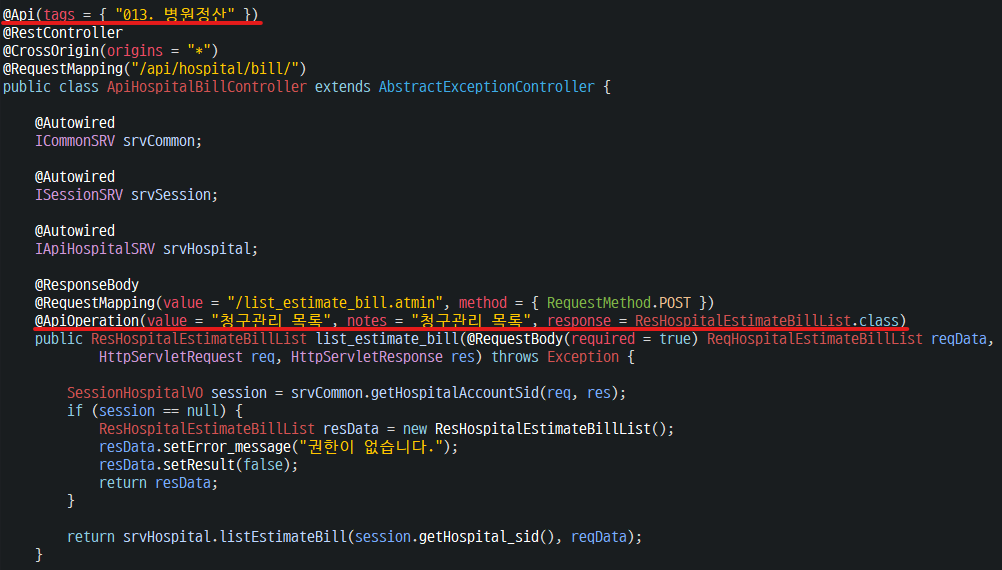 @Api(tags = { "013. 병원정산" })
@RestController
@CrossOrigin(origins = "*")
@RequestMapping("/api/hospital/bill/")
public class ApiHospitalBillController extends AbstractExceptionController {
@Autowired
ICommonSRV srvCommon;
@Autowired
ISessionSRV srvSession;
@Autowired
IApiHospitalSRV srvHospital;
@ResponseBody
@RequestMapping(value = "/list_estimate_bill.atmin", method = { RequestMethod.POST })
@ApiOperation(value = "청구관리 목록", notes = "청구관리 목록", response = ResHospitalEstimateBillList.class)
public ResHospitalEstimateBillList list_estimate_bill(@RequestBody(required = true) ReqHospitalEstimateBillList reqData,
HttpServletRequest req, HttpServletResponse res) throws Exception {
SessionHospitalVO session = srvCommon.getHospitalAccountSid(req, res);
if (session == null) {
ResHospitalEstimateBillList resData = new ResHospitalEstimateBillList();
resData.setError_message("권한이 없습니다.");
resData.setResult(false);
return resData;
}
return srvHospital.listEstimateBill(session.getHospital_sid(), reqData);
}